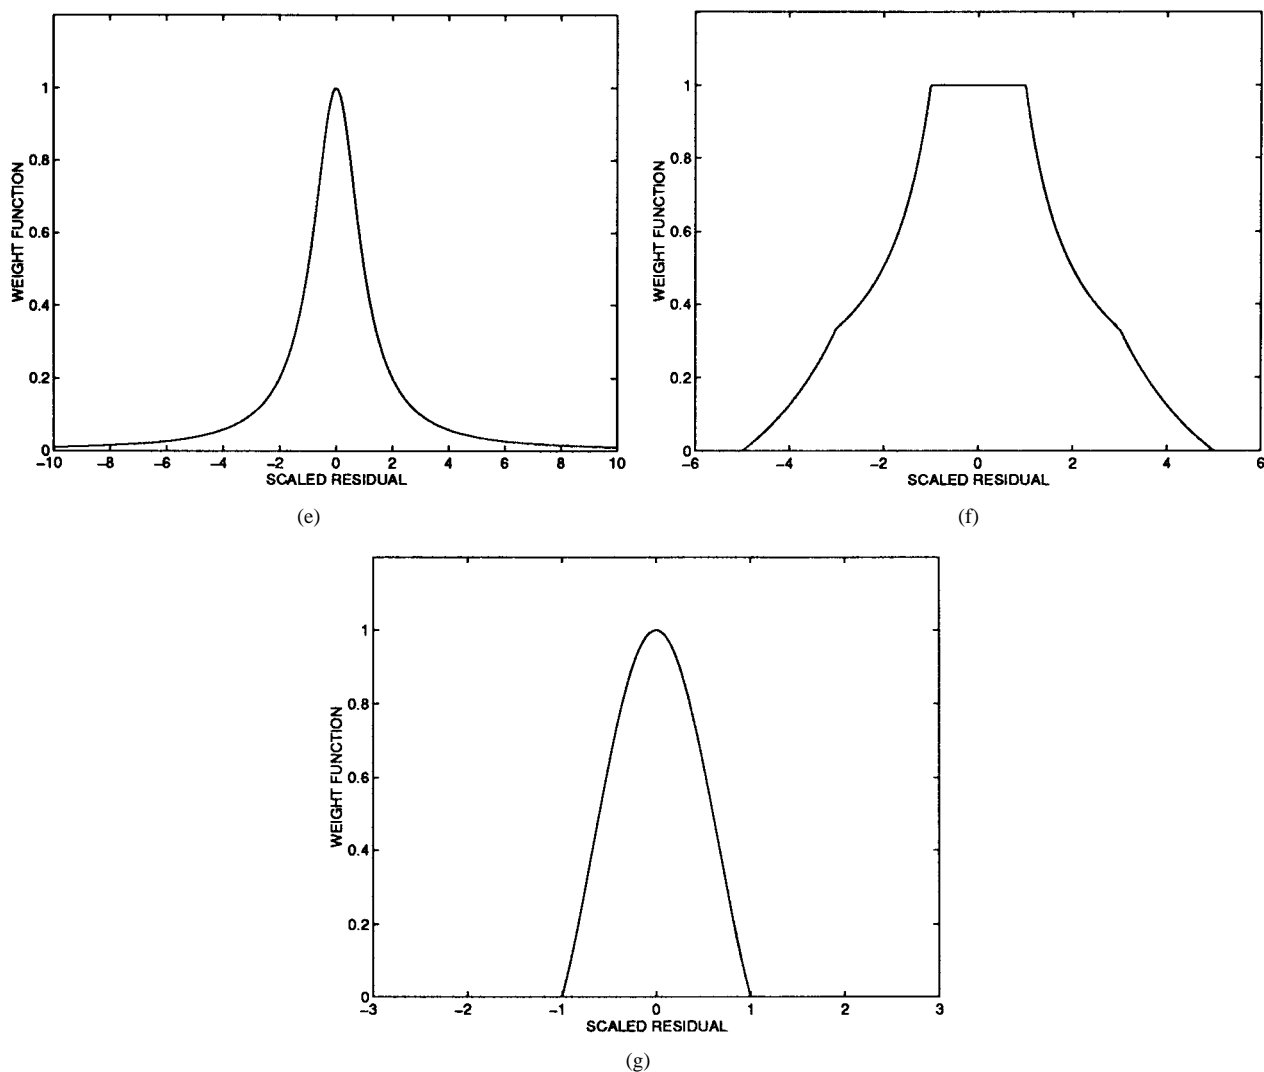 1
0.8
0.6
0.4
0.2
0
WEIGHT FUNCTION
-10 -8 -6 -4 -2 0 2 4 6 8 10
SCALED RESIDUAL
(e)
1
0.8
0.6
0.4
0.2
0
WEIGHT FUNCTION
-6 -4 -2 0 2 4 6
SCALED RESIDUAL
(f)
1
0.8
0.6
0.4
0.2
0
WEIGHT FUNCTION
-3 -2 -1 0 1 2 3
SCALED RESIDUAL
(g)